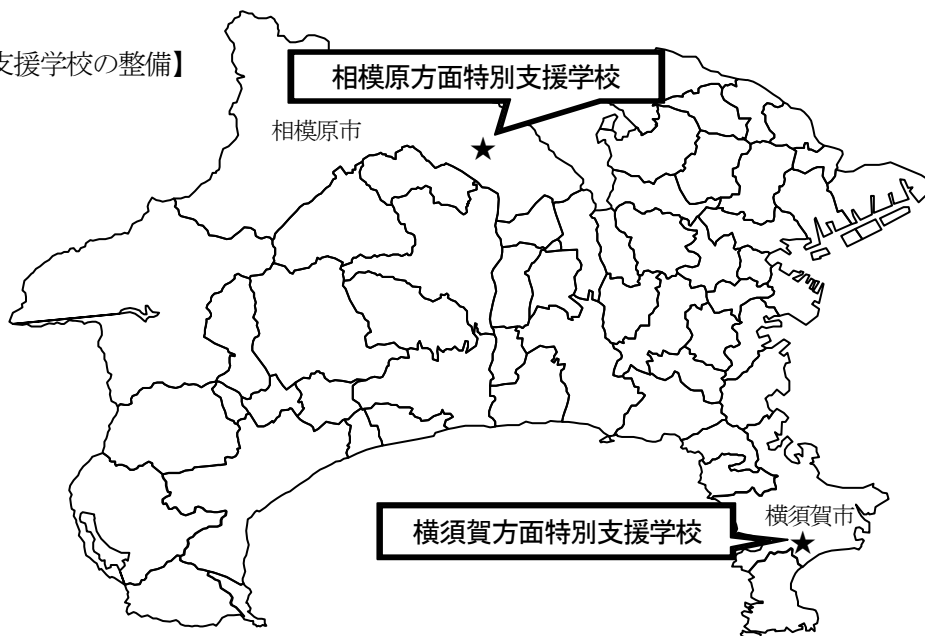 支援学校の整備】
相模原方面特別支援学校
相模原市
横須賀市
横須賀方面特別支援学校